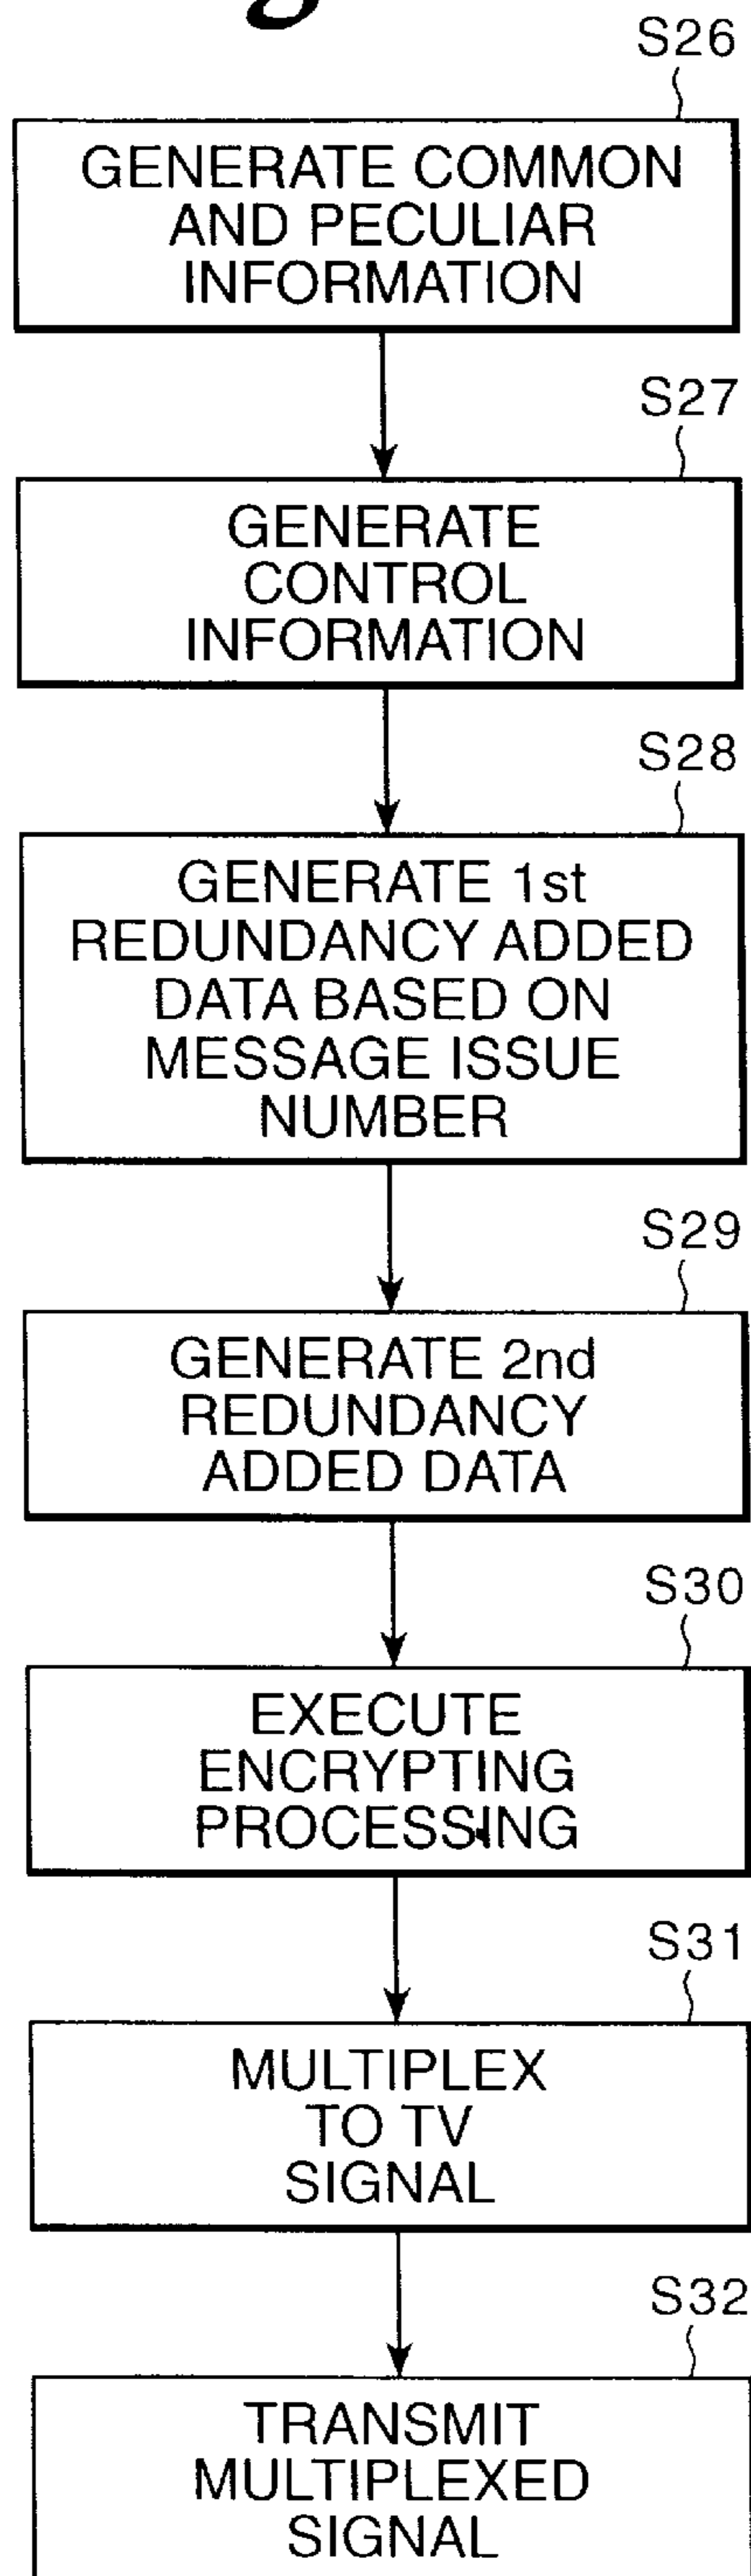 S26
GENERATE COMMON
AND PECULIAR
INFORMATION
S27
GENERATE
CONTROL
INFORMATION
S28
GENERATE 1st
REDUNDANCY ADDED
DATA BASED ON
MESSAGE ISSUE
NUMBER
S29
GENERATE 2nd
REDUNDANCY
ADDED DATA
S30
EXECUTE
ENCRYPTING
PROCESSING
S31
MULTIPLEX
TO TV
SIGNAL
S32
TRANSMIT
MULTIPLEXED
SIGNAL